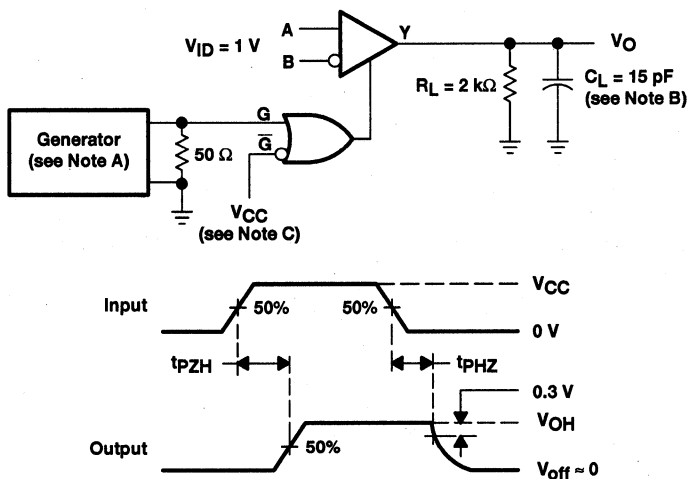 A
Y
V_ID = 1 V
B
V_O
R_L = 2 kΩ
C_L = 15 pF
(see Note B)
Generator
(see Note A)
G
G̅
50 Ω
V_CC
(see Note C)
Input
50%
50%
V_CC
0 V
t_PZH
t_PHZ
0.3 V
V_OH
Output
50%
V_off ≈ 0